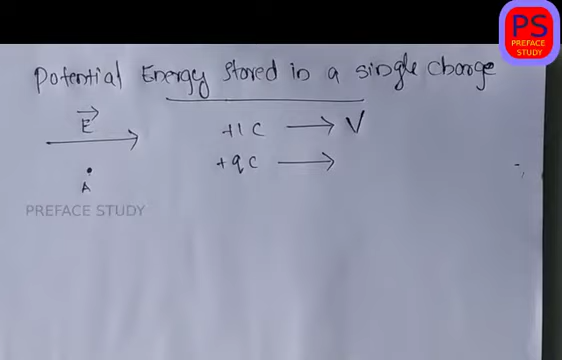 PS
PREFACE
STUDY
Potential Energy stored in a single charge
E
+1 C → V
+q C →
A
PREFACE STUDY